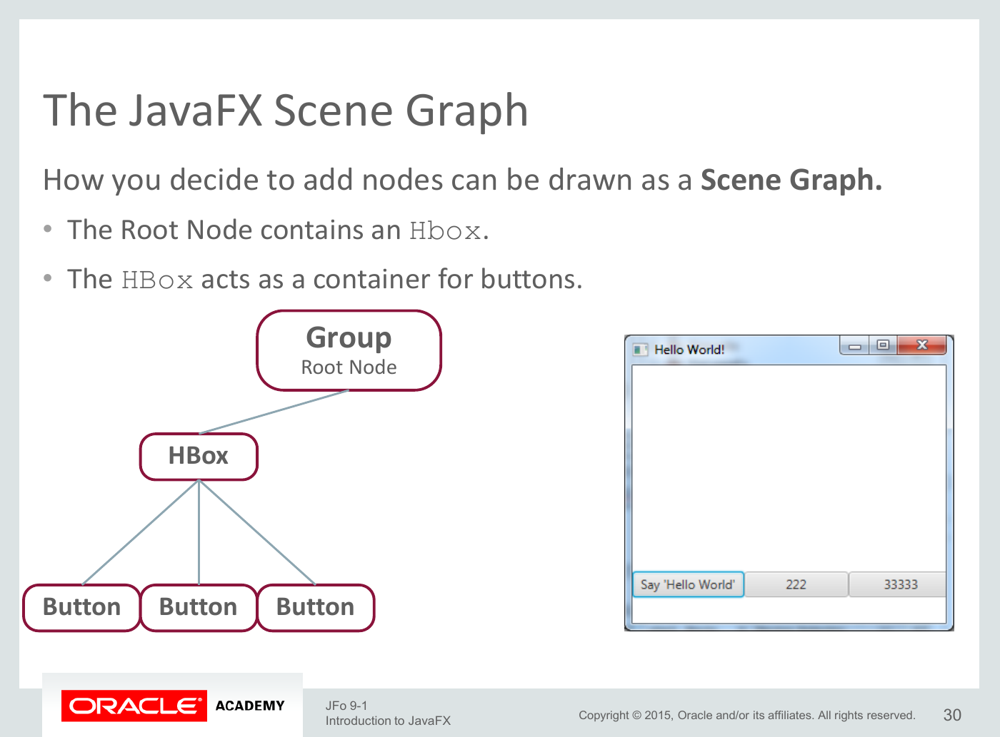 The JavaFX Scene Graph
How you decide to add nodes can be drawn as a Scene Graph.
• The Root Node contains an Hbox.
• The HBox acts as a container for buttons.
Group
Root Node
HBox
Button Button Button
Hello World!
Say 'Hello World' 222 33333
ORACLE® ACADEMY
JFo 9-1
Introduction to JavaFX
Copyright © 2015, Oracle and/or its affiliates. All rights reserved. 30